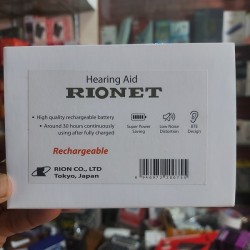 Hearing Aid
RIONET
• High quality rechargeable battery
• Around 30 hours continuously
using after fully charged
Super Power
Saving
Low Noise
Distortion
BTE
Design
Rechargeable
RION CO., LTD
Tokyo, Japan